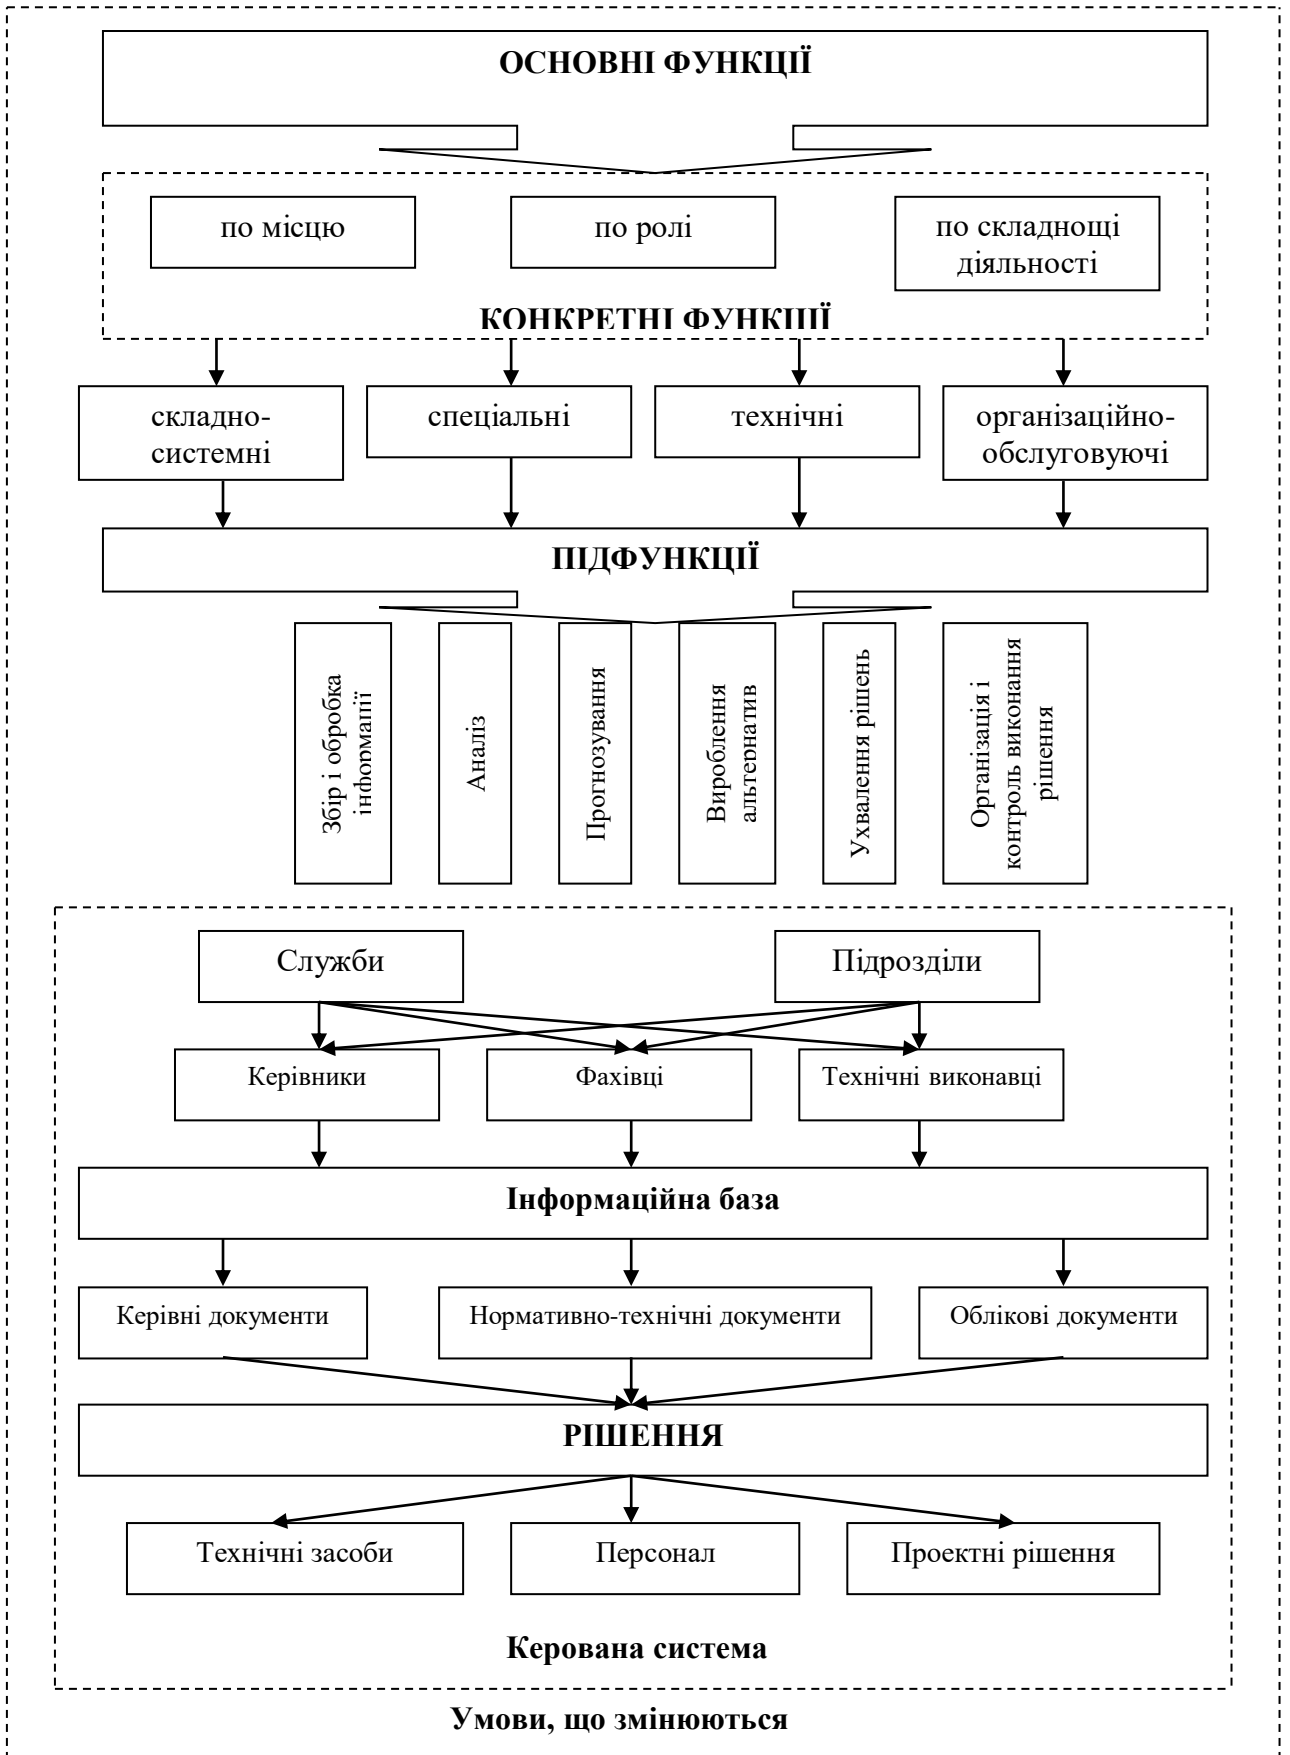 ОСНОВНІ ФУНКЦІЇ
по місцю
по ролі
по складнощі
діяльності
КОНКРЕТНІ ФУНКЦІЇ
складно-
системні
спеціальні
технічні
організаційно-
обслуговуючі
ПІДФУНКЦІЇ
Збір і обробка
інформації
Аналіз
Прогнозування
Вироблення
альтернатив
Ухвалення рішень
Організація і
контроль виконання
рішення
Служби
Підрозділи
Керівники
Фахівці
Технічні виконавці
Інформаційна база
Керівні документи
Нормативно-технічні документи
Облікові документи
РІШЕННЯ
Технічні засоби
Персонал
Проектні рішення
Керована система
Умови, що змінюються